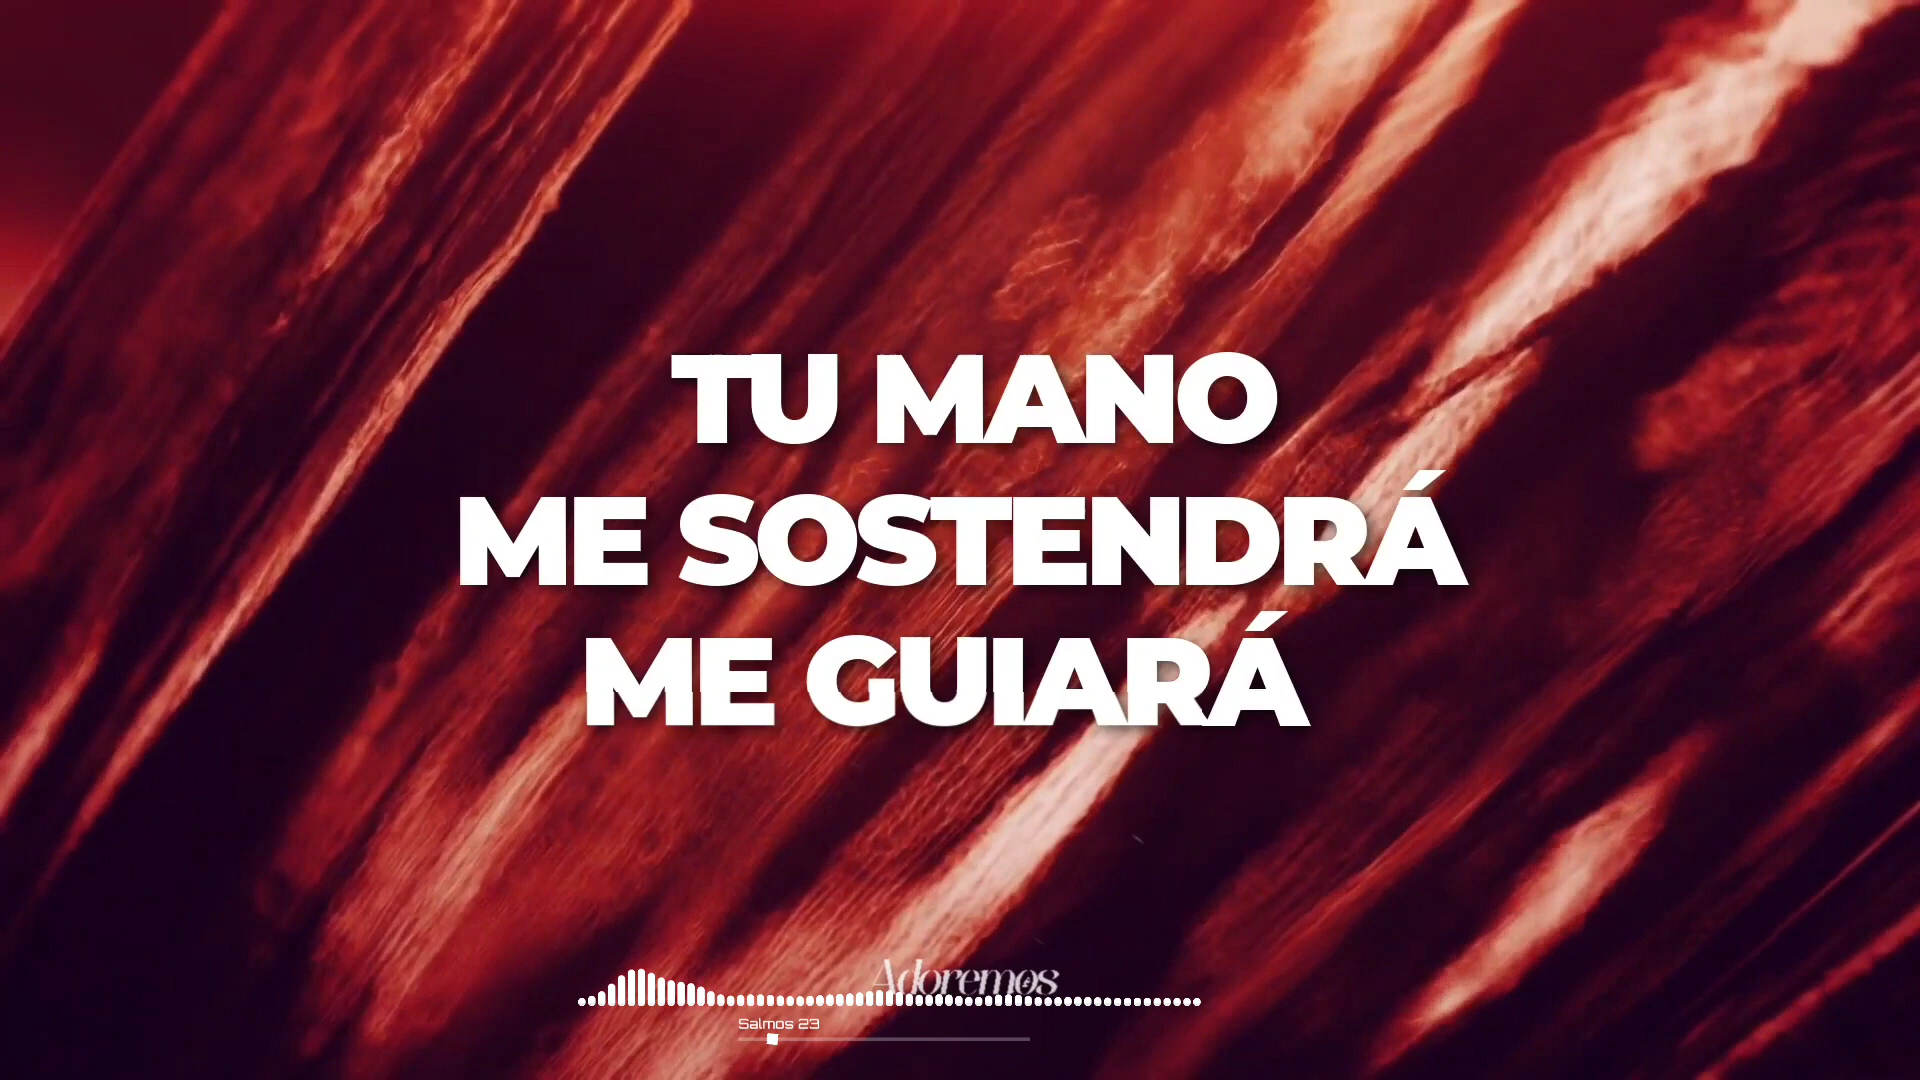 TU MANO
ME SOSTENDRÁ
ME GUIARÁ
Adoremos
Salmos 23